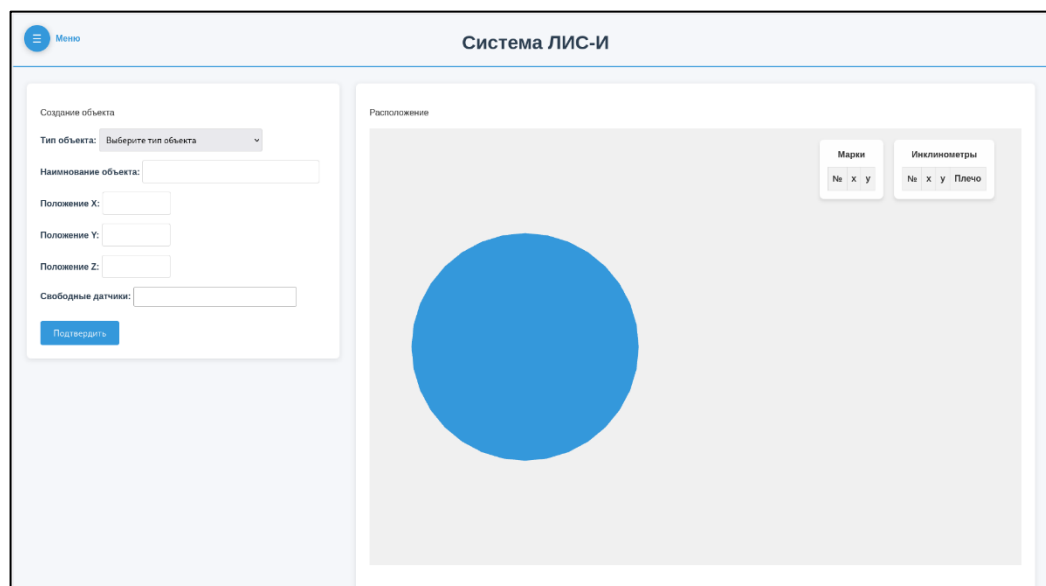 Меню
Система ЛИС-И
Создание объекта
Тип объекта: Выберите тип объекта
Наимнование объекта:
Положение X:
Положение Y:
Положение Z:
Свободные датчики:
Подтвердить
Расположение
Марки
№ x y
Инклинометры
№ x y Плечо